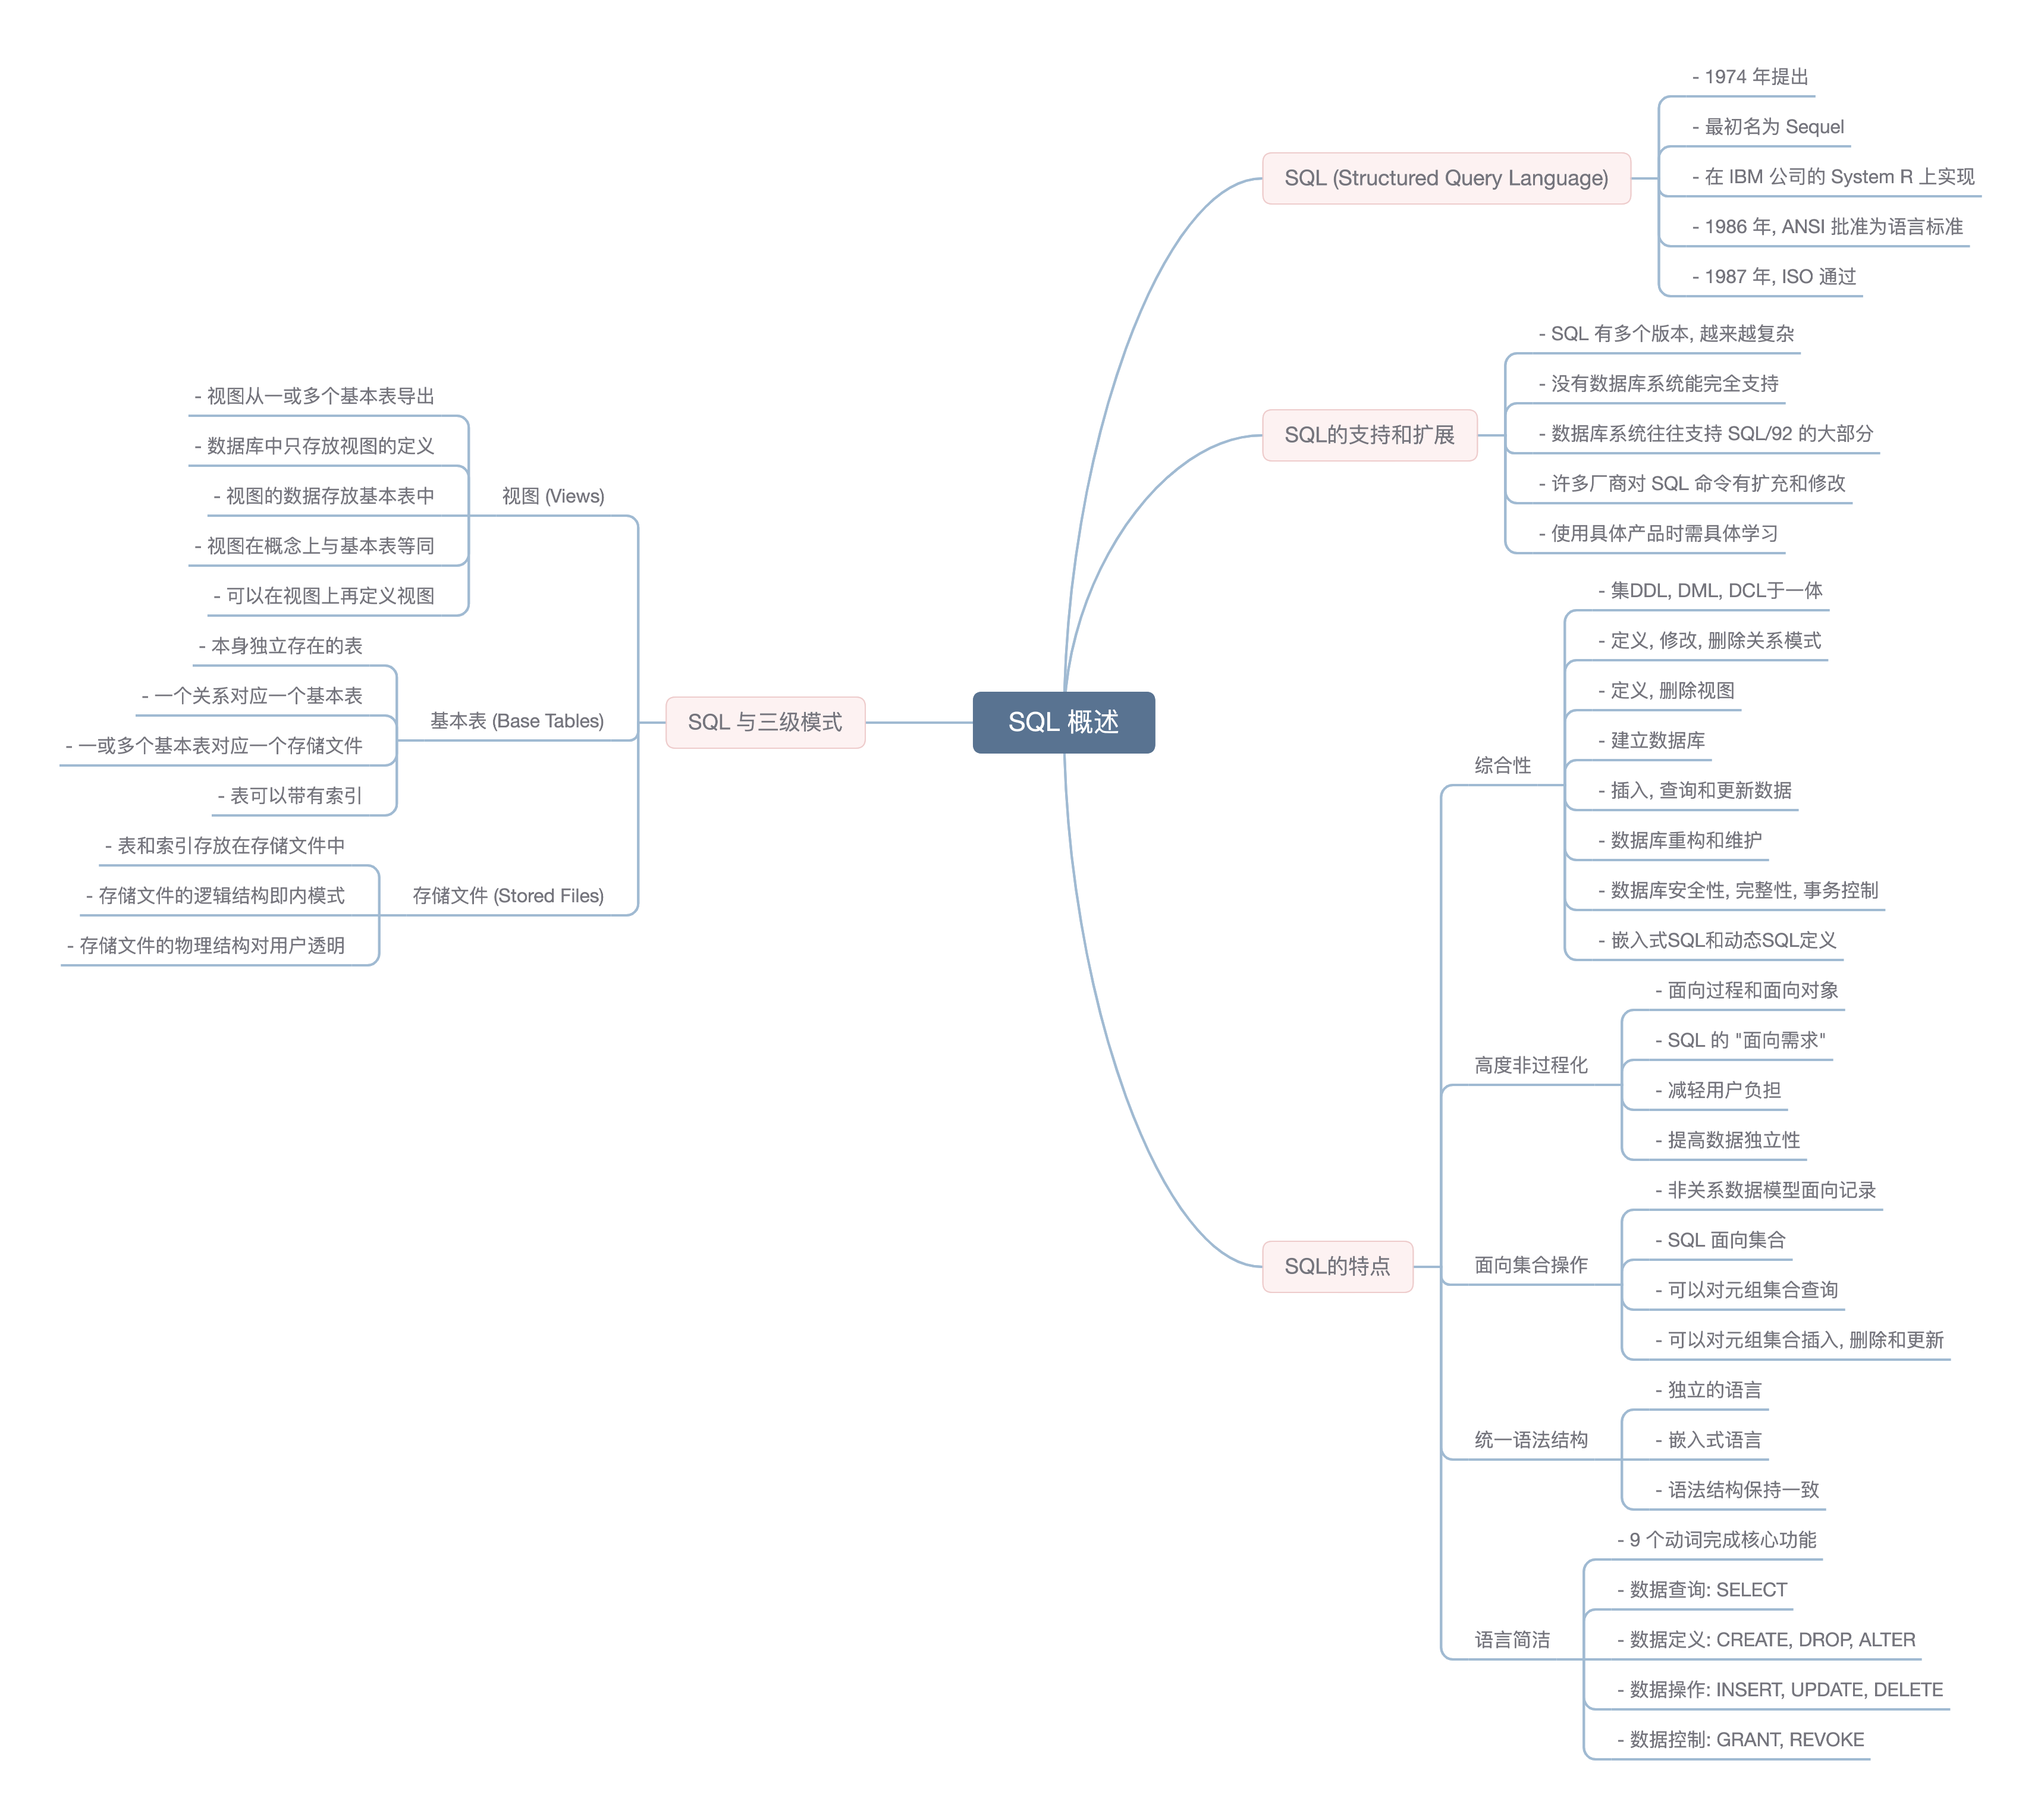 SQL 概述
SQL (Structured Query Language)
- 1974 年提出
- 最初名为 Sequel
- 在 IBM 公司的 System R 上实现
- 1986 年, ANSI 批准为语言标准
- 1987 年, ISO 通过
SQL的支持和扩展
- SQL 有多个版本, 越来越复杂
- 没有数据库系统能完全支持
- 数据库系统往往支持 SQL/92 的大部分
- 许多厂商对 SQL 命令有扩充和修改
- 使用具体产品时需具体学习
SQL的特点
综合性
- 集DDL, DML, DCL于一体
- 定义, 修改, 删除关系模式
- 定义, 删除视图
- 建立数据库
- 插入, 查询和更新数据
- 数据库重构和维护
- 数据库安全性, 完整性, 事务控制
- 嵌入式SQL和动态SQL定义
高度非过程化
- 面向过程和面向对象
- SQL 的 "面向需求"
- 减轻用户负担
- 提高数据独立性
面向集合操作
- 非关系数据模型面向记录
- SQL 面向集合
- 可以对元组集合查询
- 可以对元组集合插入, 删除和更新
统一语法结构
- 独立的语言
- 嵌入式语言
- 语法结构保持一致
语言简洁
- 9 个动词完成核心功能
- 数据查询: SELECT
- 数据定义: CREATE, DROP, ALTER
- 数据操作: INSERT, UPDATE, DELETE
- 数据控制: GRANT, REVOKE
SQL 与三级模式
视图 (Views)
- 视图从一或多个基本表导出
- 数据库中只存放视图的定义
- 视图的数据存放基本表中
- 视图在概念上与基本表等同
- 可以在视图上再定义视图
基本表 (Base Tables)
- 本身独立存在的表
- 一个关系对应一个基本表
- 一或多个基本表对应一个存储文件
- 表可以带有索引
存储文件 (Stored Files)
- 表和索引存放在存储文件中
- 存储文件的逻辑结构即内模式
- 存储文件的物理结构对用户透明